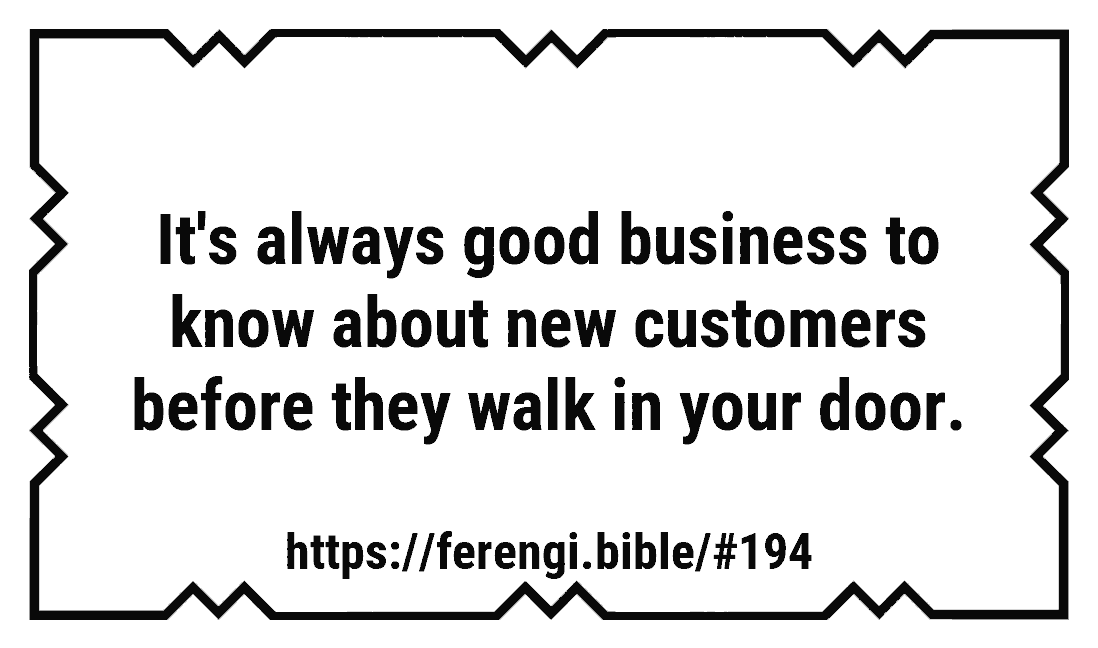 It's always good business to
know about new customers
before they walk in your door.
https://ferengi.bible/#194